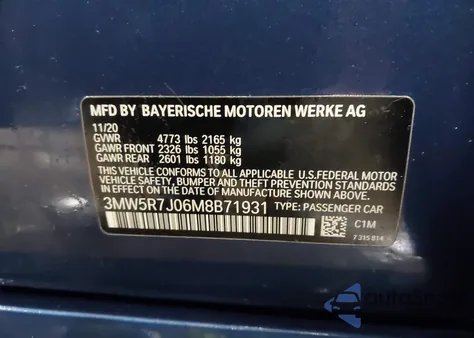 MFD BY BAYERISCHE MOTOREN WERKE AG
11/20
GVWR 4773 lbs 2165 kg
GAWR FRONT 2326 lbs 1055 kg
GAWR REAR 2601 lbs 1180 kg
THIS VEHICLE CONFORMS TO ALL APPLICABLE U.S.FEDERAL MOTOR
VEHICLE SAFETY, BUMPER, AND THEFT PREVENTION
STANDARDS IN EFFECT ON THE DATE OF MANUFACTURE SHOWN
ABOVE.
3MW5R7J06M8B71931 TYPE: PASSENGER CAR
C1M
7 315 814